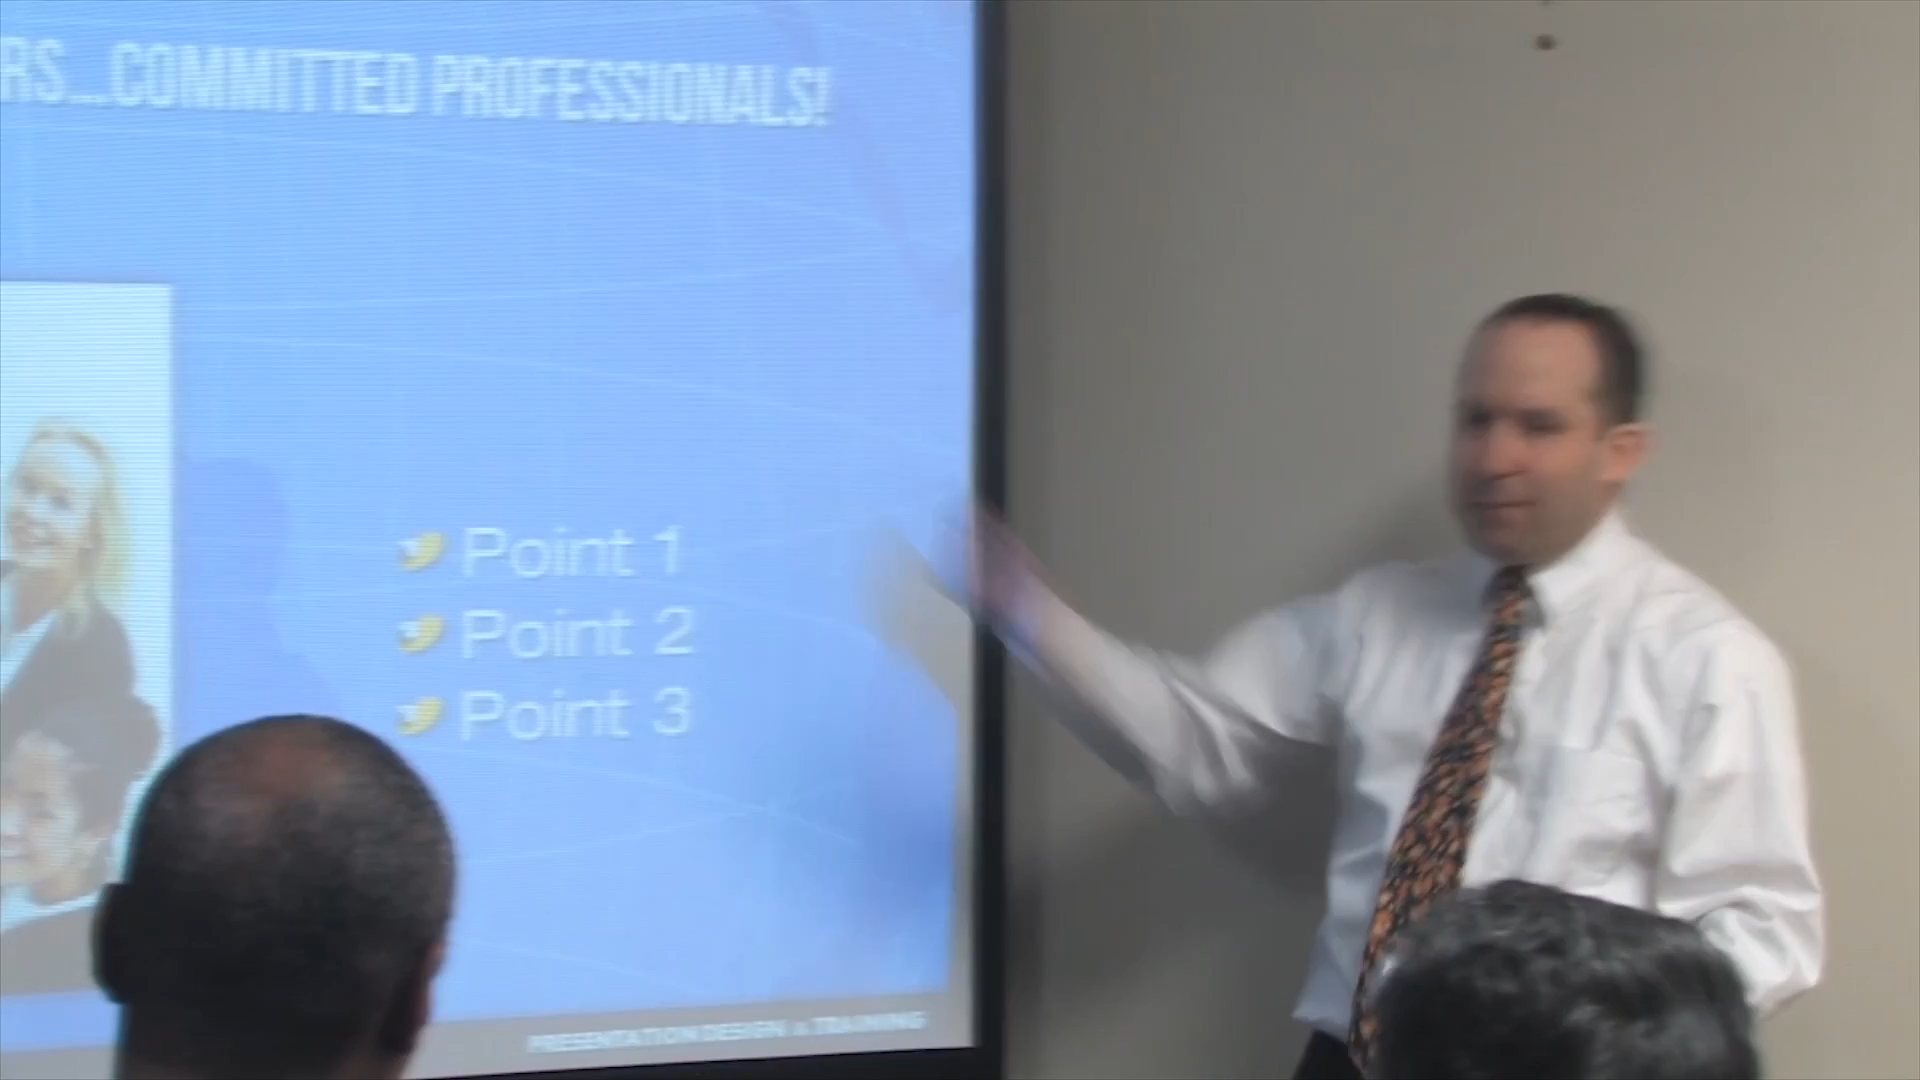 RS...COMMITTED PROFESSIONALS!
Point 1
Point 2
Point 3
PRESENTATION DESIGN & TRAINING